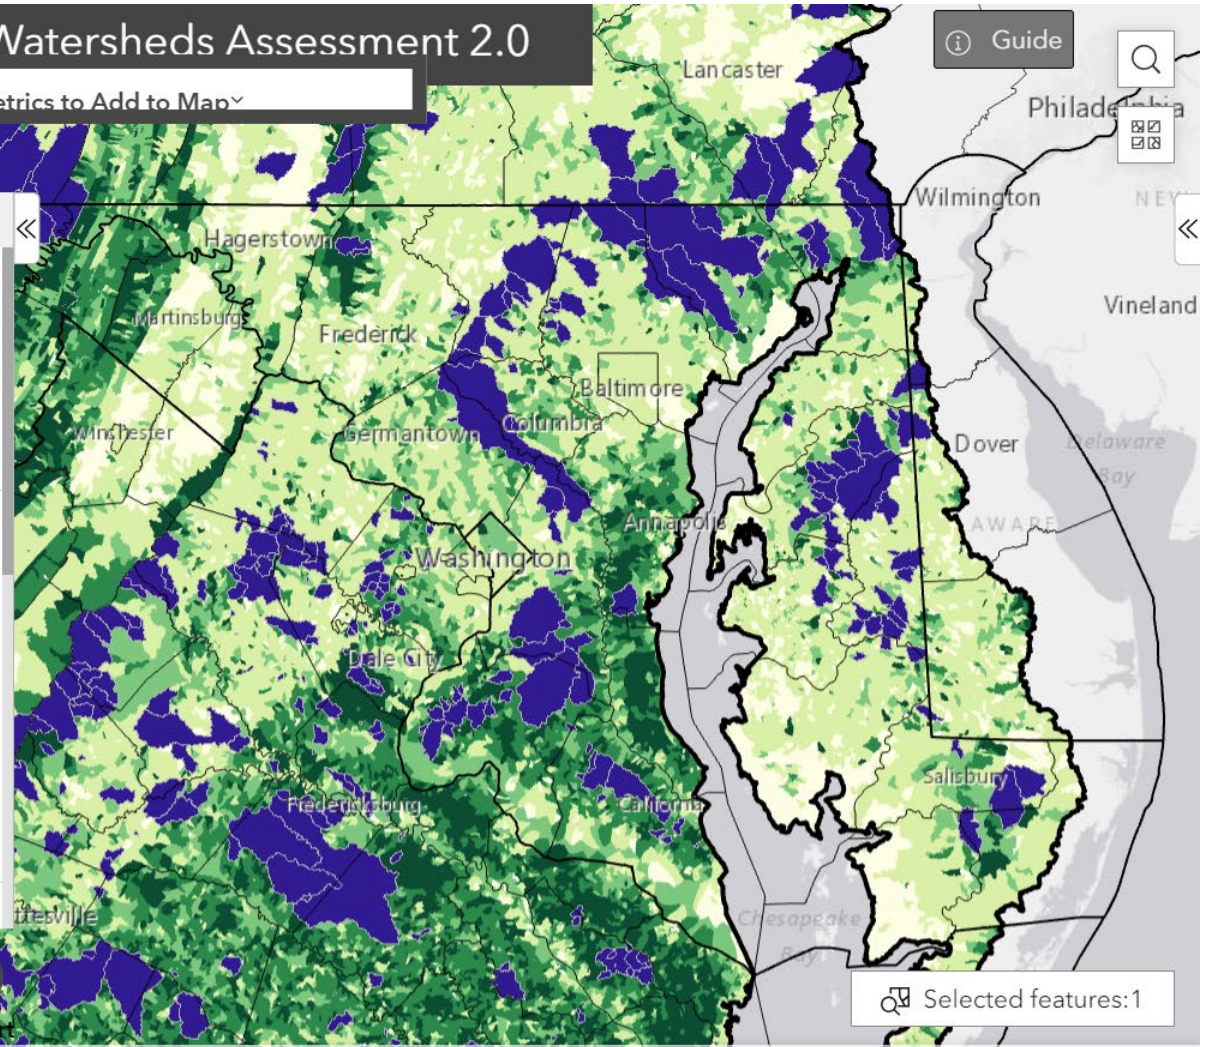 Watersheds Assessment 2.0
Guide
etrics to Add to Map
Lancaster
Philadelphia
Wilmington
NEV
Hagerstown
Martinsburg
Vineland
Frederick
Baltimore
Winchester
Germantown
Columbia
Dover
Delaware
Bay
Annapolis
AWARE
Washington
Dale City
Salisbury
Fredericksburg
California
ttesville
Chesapeake
Bay
Selected features:1
rt